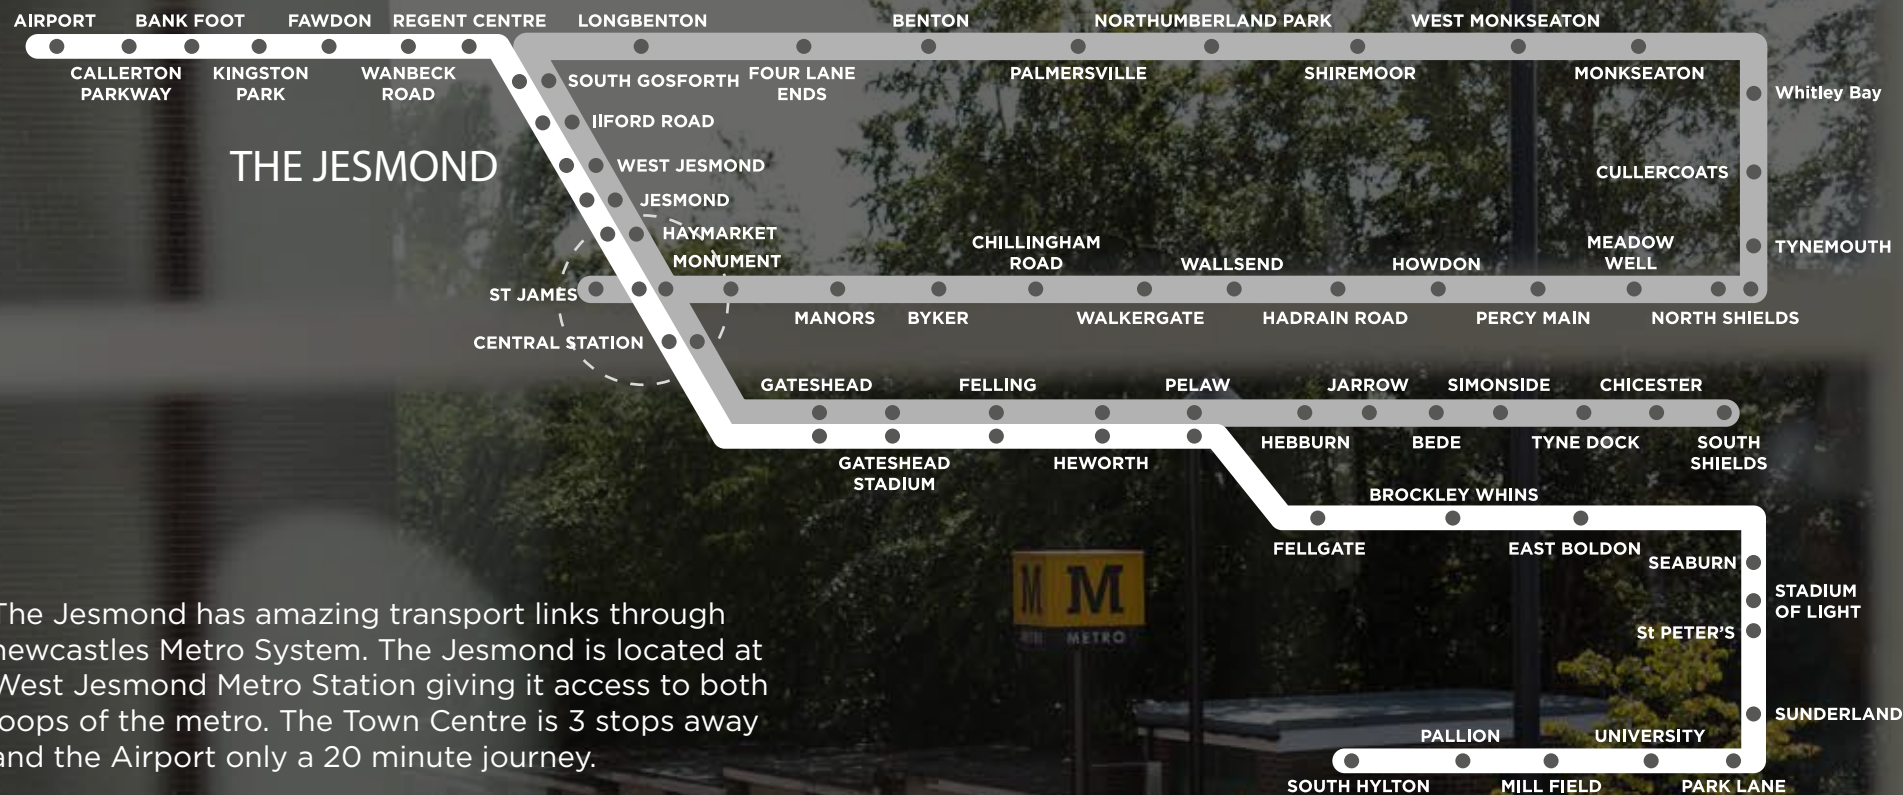 AIRPORT
BANK FOOT
FAWDON
REGENT CENTRE
LONGBENTON
BENTON
NORTHUMBERLAND PARK
WEST MONKSEATON
CALLERTON
PARKWAY
KINGSTON
PARK
WANBECK
ROAD
SOUTH GOSFORTH
FOUR LANE
ENDS
PALMERSVILLE
SHIREMOOR
MONKSEATON
Whitley Bay
IlFORD ROAD
THE JESMOND
WEST JESMOND
CULLERCOATS
JESMOND
HAYMARKET
MONUMENT
CHILLINGHAM
ROAD
WALLSEND
HOWDON
MEADOW
WELL
TYNEMOUTH
ST JAMES
MANORS
BYKER
WALKERGATE
HADRAIN ROAD
PERCY MAIN
NORTH SHIELDS
CENTRAL STATION
GATESHEAD
FELLING
PELAW
JARROW
SIMONSIDE
CHICESTER
GATESHEAD
STADIUM
HEWORTH
HEBBURN
BEDE
TYNE DOCK
SOUTH
SHIELDS
BROCKLEY WHINS
FELLGATE
EAST BOLDON
SEABURN
STADIUM
OF LIGHT
St PETER'S
SUNDERLAND
PALLION
UNIVERSITY
SOUTH HYLTON
MILL FIELD
PARK LANE
M M
METRO
The Jesmond has amazing transport links through
newcastles Metro System. The Jesmond is located at
West Jesmond Metro Station giving it access to both
loops of the metro. The Town Centre is 3 stops away
and the Airport only a 20 minute journey.